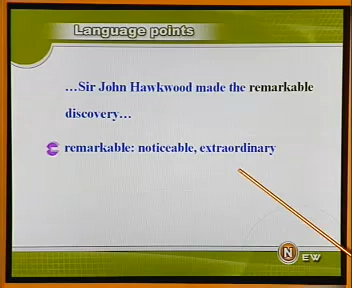 Language points
…Sir John Hawkwood made the remarkable
discovery…
remarkable: noticeable, extraordinary
NEW